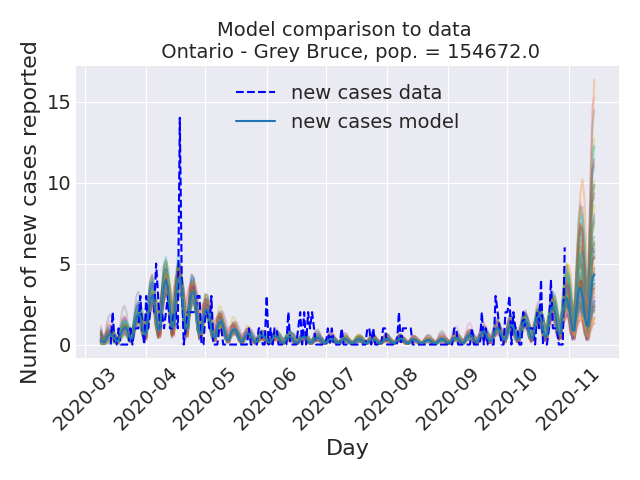 Model comparison to data
Ontario - Grey Bruce, pop. = 154672.0
new cases data
new cases model
Number of new cases reported
15
10
5
0
2020-03
2020-04
2020-05
2020-06
2020-07
2020-08
2020-09
2020-10
2020-11
Day